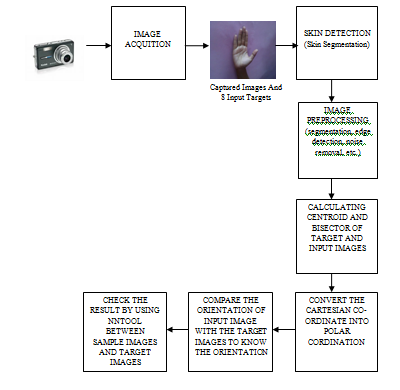 IMAGE
ACQUITION
SKIN DETECTION
(Skin Segmentation)
Captured Images And
8 Input Targets
IMAGE
PREPROCESSING
(segmentation, edge
detection, noise
removal, etc.)
CALCULATING
CENTROID AND
BISECTOR OF
TARGET AND
INPUT IMAGES
CONVERT THE
CARTESIAN CO-
ORDINATE INTO
POLAR
CORDINATION
COMPARE THE
ORIENTATION OF
INPUT IMAGE
WITH THE TARGET
IMAGES TO KNOW
THE ORIENTATION
CHECK THE
RESULT BY USING
NNTOOL
BETWEEN
SAMPLE IMAGES
AND TARGET
IMAGES